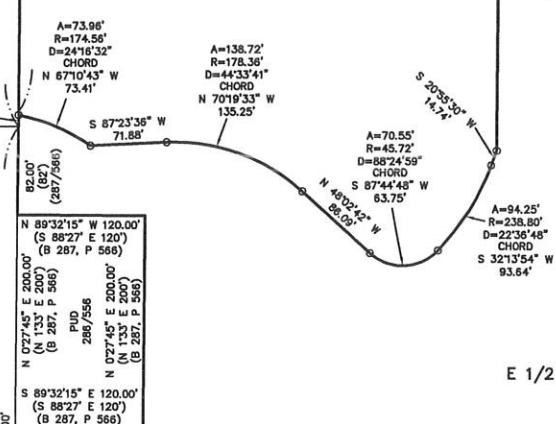 A=73.96'
R=174.56'
D=24°16'32"
CHORD
N 67°10'43" W
73.41'
A=138.72'
R=178.36'
D=44°33'41"
CHORD
N 70°19'33" W
135.25'
S 87°23'36" W
71.88'
S 20°55'30" W
14.74'
A=70.55'
R=45.72'
D=88°24'59"
CHORD
S 87°44'48" W
63.75'
N 48°02'42" W
86.09'
A=94.25'
R=238.80'
D=22°36'48"
CHORD
S 32°13'54" W
93.64'
82.00'
(82')
(287/566)
N 89°32'15" W 120.00'
(S 88°27' E 120')
(B 287, P 566)
N 0°27'45" E 200.00'
(N 1°33' E 200')
(B 287, P 566)
PUD
286/556
N 0°27'45" E 200.00'
(N 1°33' E 200')
(B 287, P 566)
S 89°32'15" E 120.00'
(S 88°27' E 120')
(B 287, P 566)
E 1/2